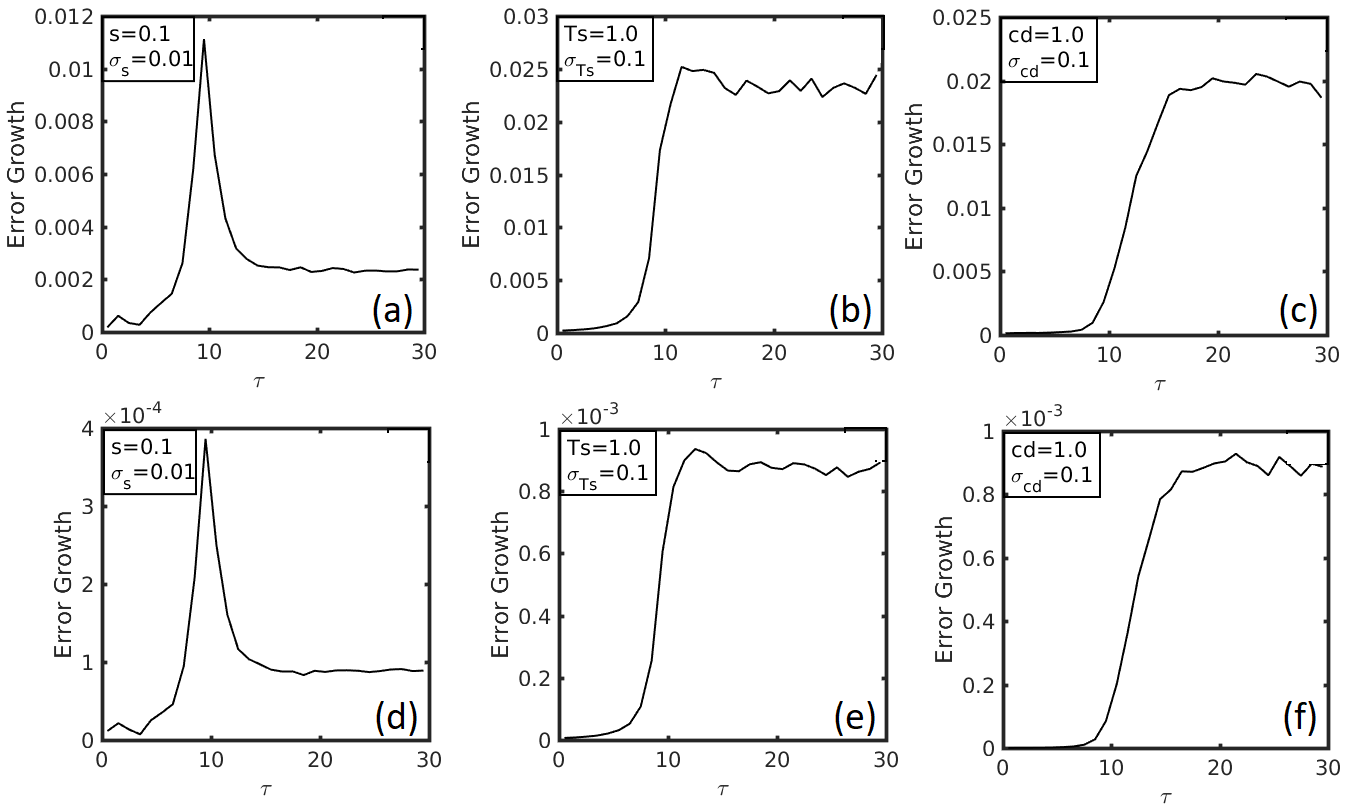 0.012
0.01
0.008
0.006
0.004
0.002
0
s=0.1
σs=0.01
Error Growth
(a)
0 10 20 30
τ
0.03
0.025
0.02
0.015
0.01
0.005
0
Ts=1.0
σTs=0.1
Error Growth
(b)
0 10 20 30
τ
0.025
0.02
0.015
0.01
0.005
0
cd=1.0
σcd=0.1
Error Growth
(c)
0 10 20 30
τ
×10-4
4
3
2
1
0
s=0.1
σs=0.01
Error Growth
(d)
0 10 20 30
τ
×10-3
1
0.8
0.6
0.4
0.2
0
Ts=1.0
σTs=0.1
Error Growth
(e)
0 10 20 30
τ
×10-3
1
0.8
0.6
0.4
0.2
0
cd=1.0
σcd=0.1
Error Growth
(f)
0 10 20 30
τ